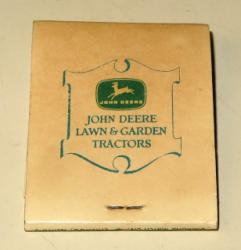 JOHN DEERE
JOHN DEERE
LAWN & GARDEN
TRACTORS